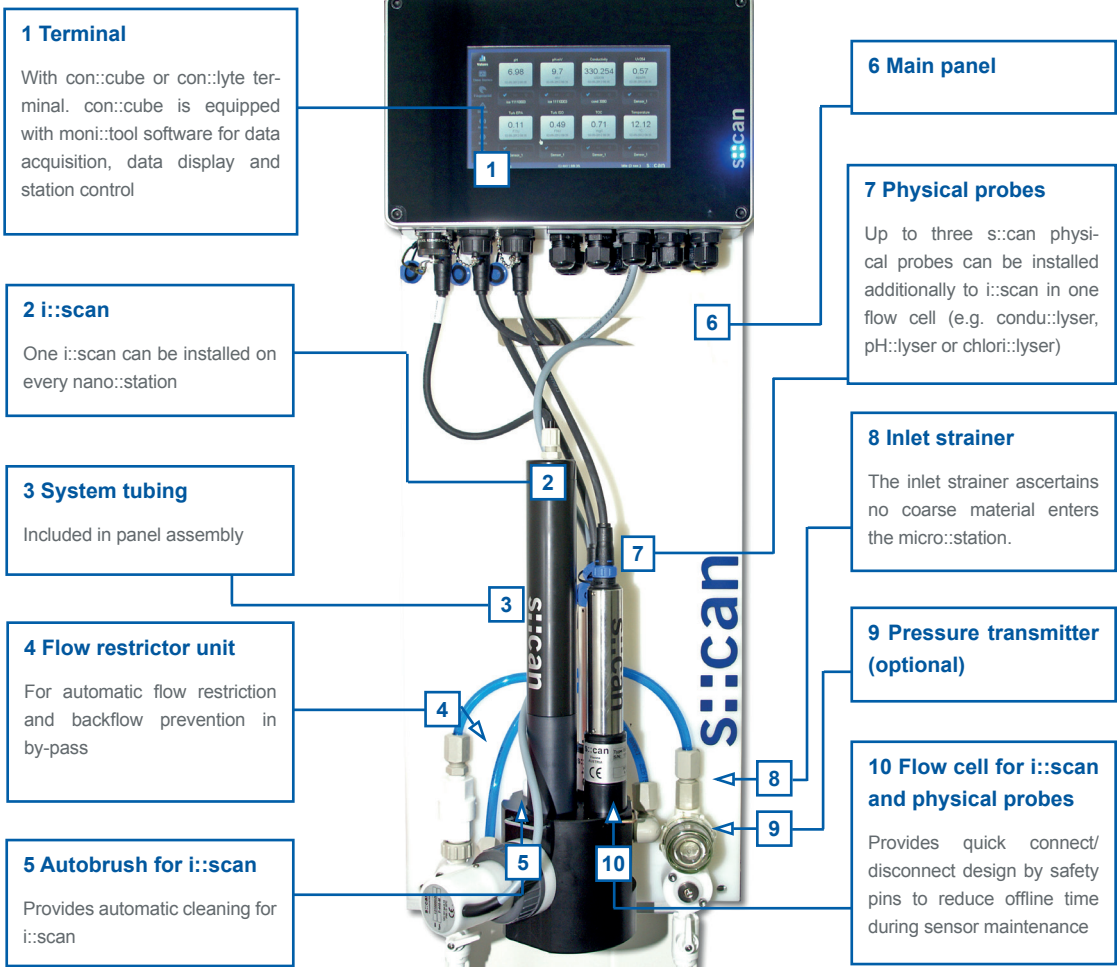 1 Terminal
With con::cube or con::lyte ter-
minal. con::cube is equipped
with moni::tool software for data
acquisition, data display and
station control
2 i::scan
One i::scan can be installed on
every nano::station
3 System tubing
Included in panel assembly
4 Flow restrictor unit
For automatic flow restriction
and backflow prevention in
by-pass
5 Autobrush for i::scan
Provides automatic cleaning for
i::scan
pH
Conductivity
6.98
9.7
330.254
0.57
0.11
0.49
0.71
12.12
Temperature
s::can
1
2
3
4
5
6
7
8
9
10
s::can
s::can
s::can
s::can
CE
6 Main panel
7 Physical probes
Up to three s::can physi-
cal probes can be installed
additionally to i::scan in one
flow cell (e.g. condu::lyser,
pH::lyser or chlori::lyser)
8 Inlet strainer
The inlet strainer ascertains
no coarse material enters
the micro::station.
9 Pressure transmitter
(optional)
10 Flow cell for i::scan
and physical probes
Provides quick connect/
disconnect design by safety
pins to reduce offline time
during sensor maintenance